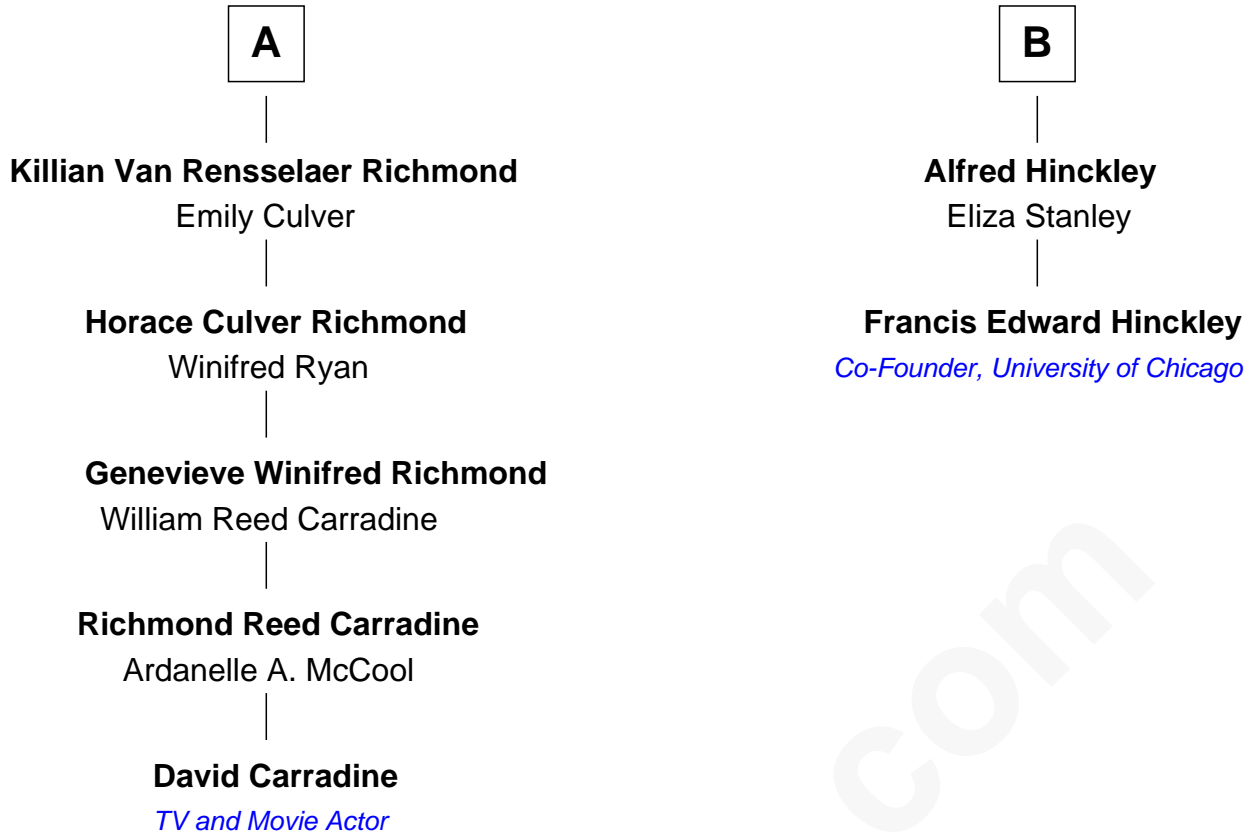 A
Killian Van Rensselaer Richmond
Emily Culver
Horace Culver Richmond
Winifred Ryan
Genevieve Winifred Richmond
William Reed Carradine
Richmond Reed Carradine
Ardanelle A. McCool
David Carradine
TV and Movie Actor
B
Alfred Hinckley
Eliza Stanley
Francis Edward Hinckley
Co-Founder, University of Chicago
com